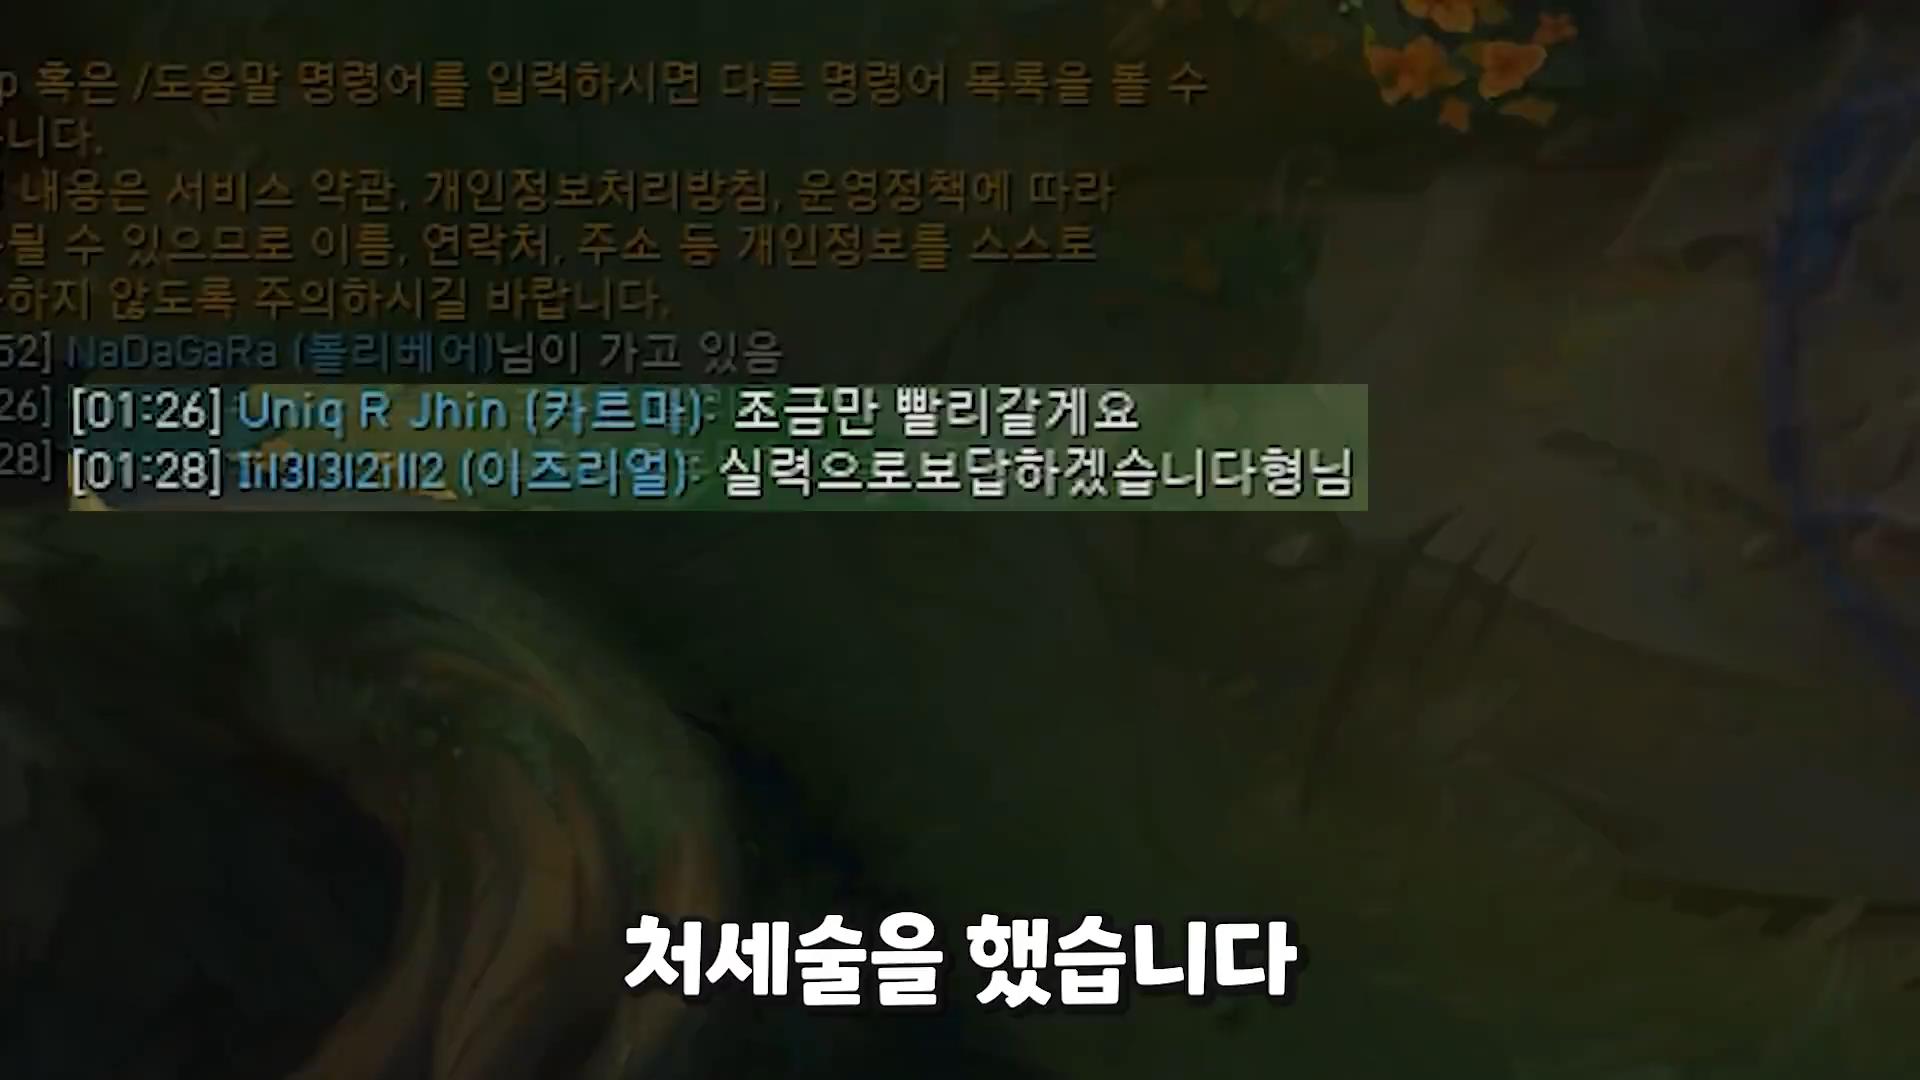 p 혹은 /도움말 명령어를 입력하시면 다른 명령어 목록을 볼 수
니다.
내용은 서비스 약관, 개인정보처리방침, 운영정책에 따라
될 수 있으므로 이름, 연락처, 주소 등 개인정보를 스스로
하지 않도록 주의하시길 바랍니다.
52] NaDaGaRa (볼리베어)님이 가고 있음
26] [01:26] Uniq R Jhin (카르마): 조금만 빨리갈게요
28] [01:28] (이즈리얼): 실력으로보답하겠습니다형님
처세술을 했습니다